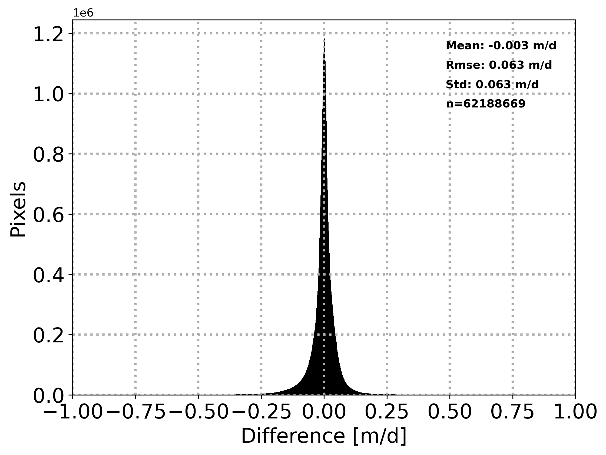 1e6
1.2
1.0
0.8
0.6
0.4
0.2
0.0
Pixels
Mean: -0.003 m/d
Rmse: 0.063 m/d
Std: 0.063 m/d
n=62188669
−1.00 −0.75 −0.50 −0.25 0.00 0.25 0.50 0.75 1.00
Difference [m/d]